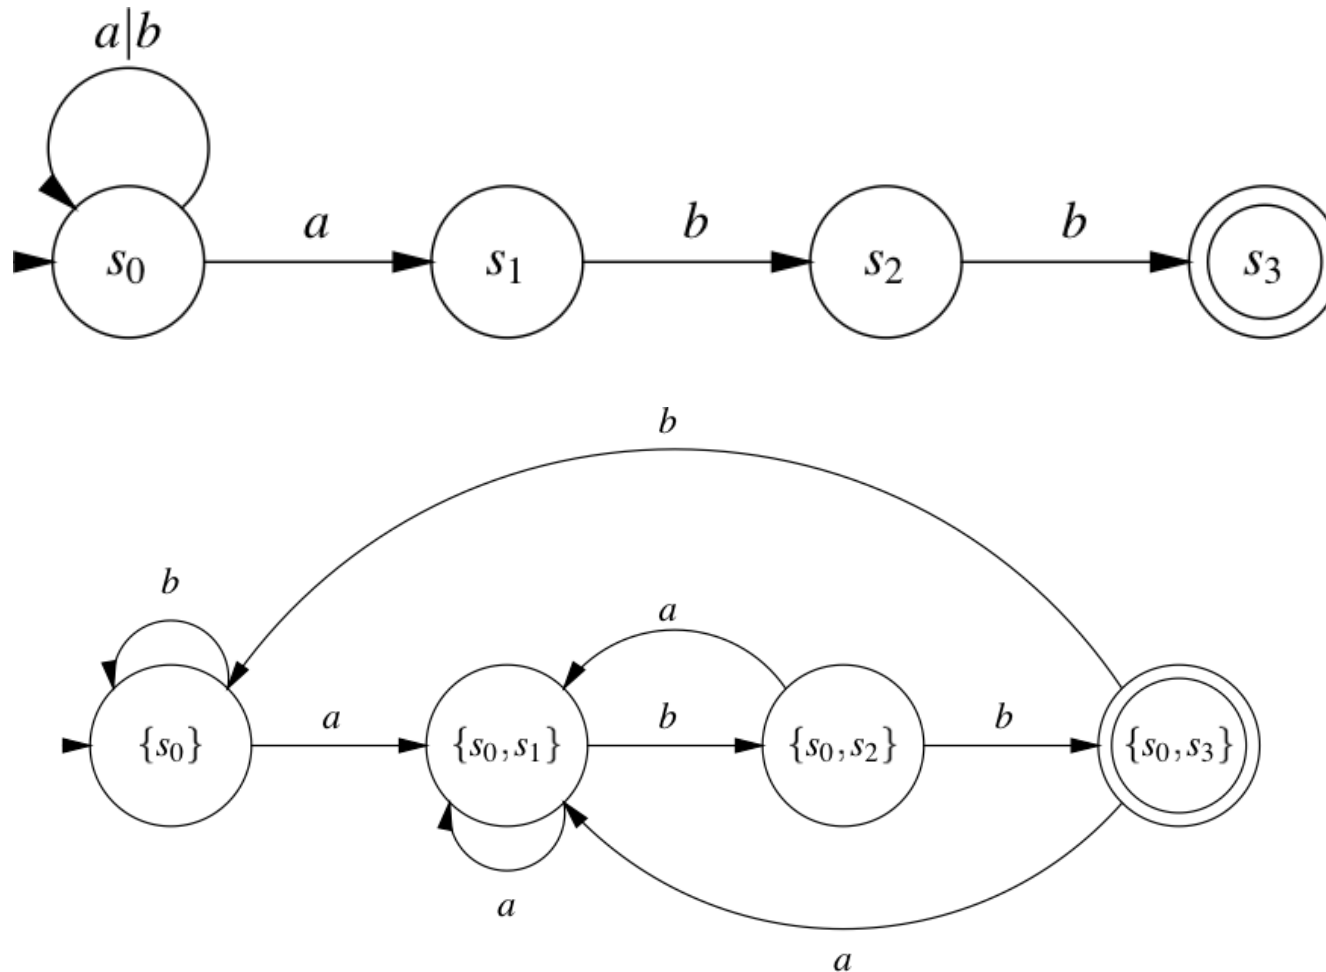 a|b
a b b
s₀ s₁ s₂ s₃
b
b a
a b b
{s₀} {s₀, s₁} {s₀, s₂} {s₀, s₃}
a
a